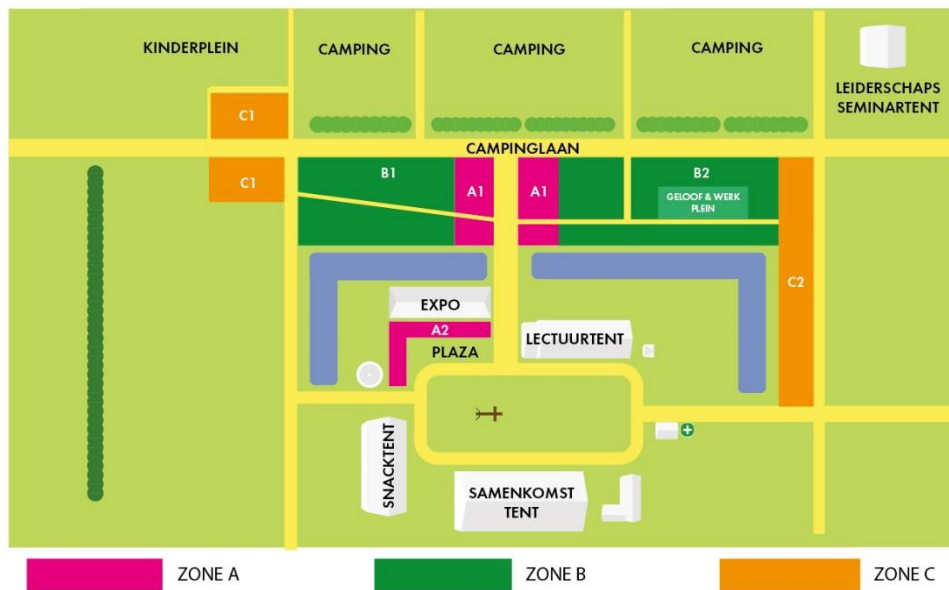 KINDERPLEIN
CAMPING
CAMPING
CAMPING
LEIDERSCHAPS
SEMINARTENT
C1
CAMPINGLAAN
C1
B1
A1
A1
B2
GELOOF & WERK
PLEIN
C2
EXPO
A2
PLAZA
LECTUURTENT
SNACKTENT
SAMENKOMST
TENT
ZONE A
ZONE B
ZONE C